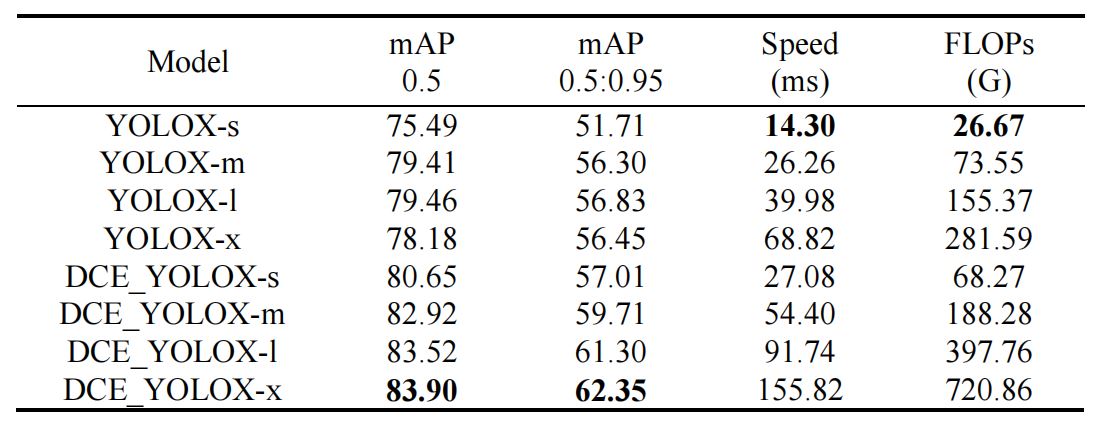 Model mAP 0.5 mAP 0.5:0.95 Speed (ms) FLOPs (G)
YOLOX-s 75.49 51.71 14.30 26.67
YOLOX-m 79.41 56.30 26.26 73.55
YOLOX-l 79.46 56.83 39.98 155.37
YOLOX-x 78.18 56.45 68.82 281.59
DCE_YOLOX-s 80.65 57.01 27.08 68.27
DCE_YOLOX-m 82.92 59.71 54.40 188.28
DCE_YOLOX-l 83.52 61.30 91.74 397.76
DCE_YOLOX-x 83.90 62.35 155.82 720.86